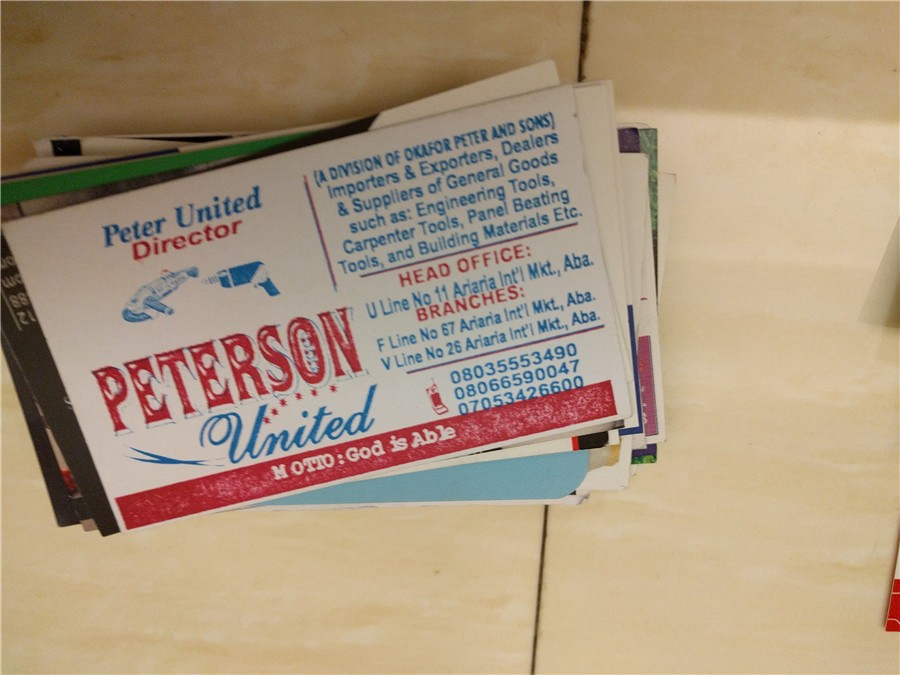 Peter United
Director
PETERSON
United
(A DIVISION OF OKAFOR PETER AND SONS)
Importers & Exporters, Dealers
& Suppliers of General Goods
such as: Engineering Tools,
Carpenter Tools, Panel Beating
Tools, and Building Materials Etc.
HEAD OFFICE:
U Line No 11 Ariaria Int'l Mkt., Aba.
BRANCHES:
F Line No 67 Ariaria Int'l Mkt., Aba.
V Line No 26 Ariaria Int'l Mkt., Aba.
08035553490
08066590047
07053426600
MOTTO: God is Able